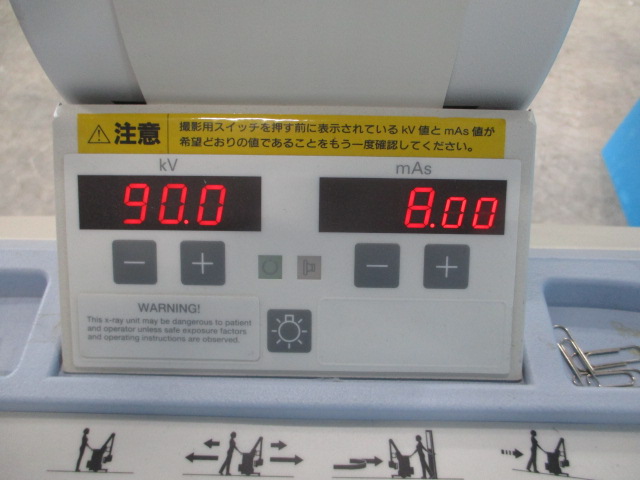 注意
撮影用スイッチを押す前に表示されている kV 値と mAs 値が
希望どおりの値であることをもう一度確認してください。
kV
mAs
90.0
8.00
− + − +
WARNING!
This x-ray unit may be dangerous to patient
and operator unless safe exposure factors
and operating instructions are observed.